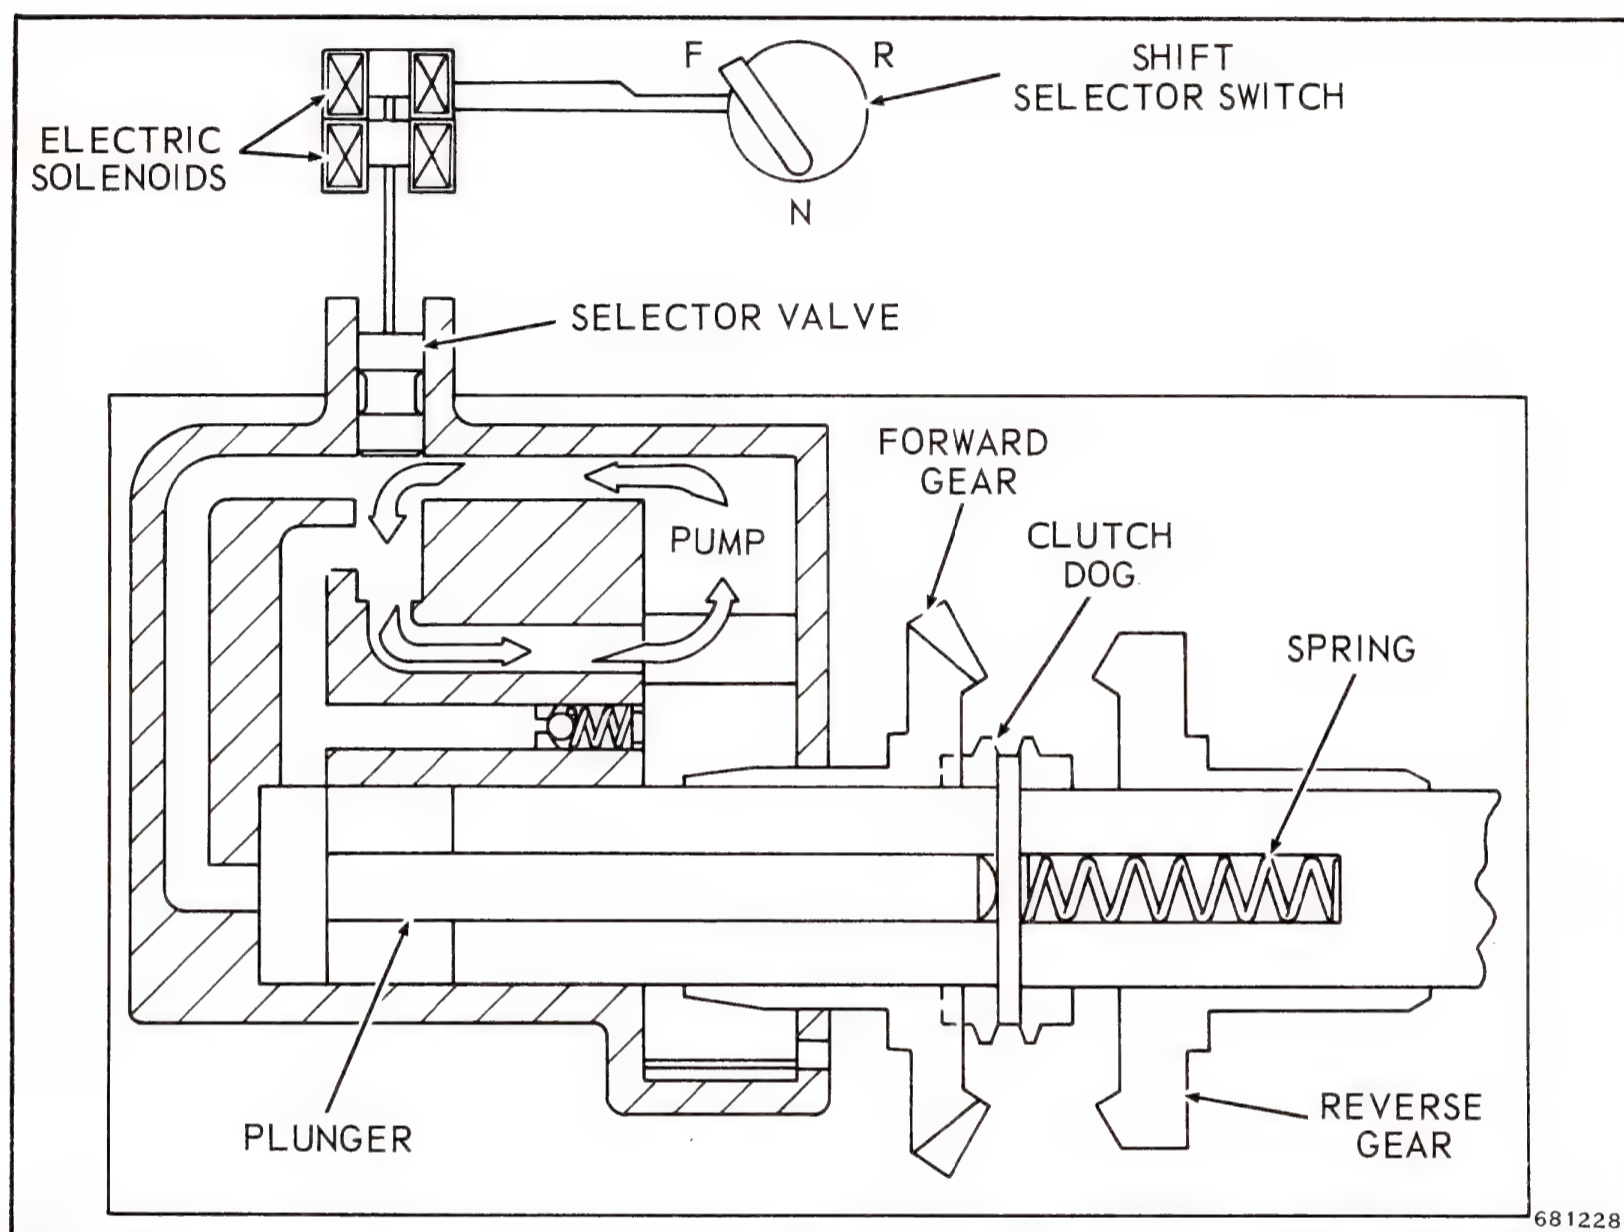 F
R
SHIFT
SELECTOR SWITCH
ELECTRIC
SOLENOIDS
N
SELECTOR VALVE
FORWARD
GEAR
PUMP
CLUTCH
DOG
SPRING
PLUNGER
REVERSE
GEAR
681228